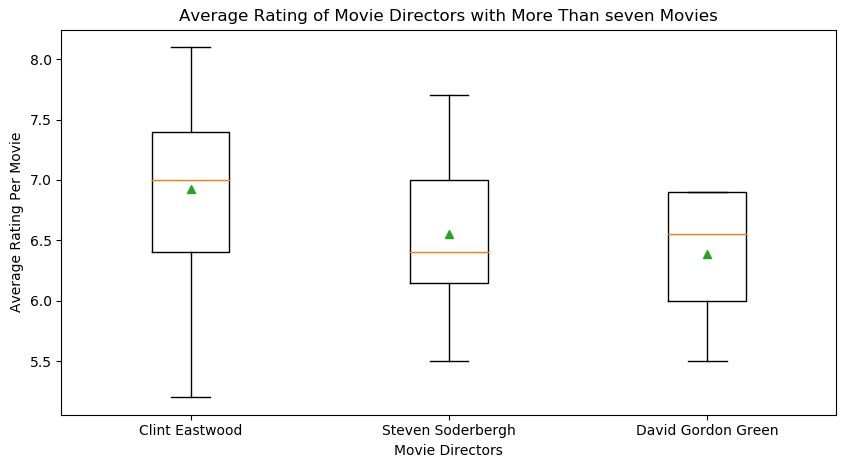 Average Rating of Movie Directors with More Than seven Movies
Average Rating Per Movie
8.0
7.5
7.0
6.5
6.0
5.5
Clint Eastwood
Steven Soderbergh
David Gordon Green
Movie Directors